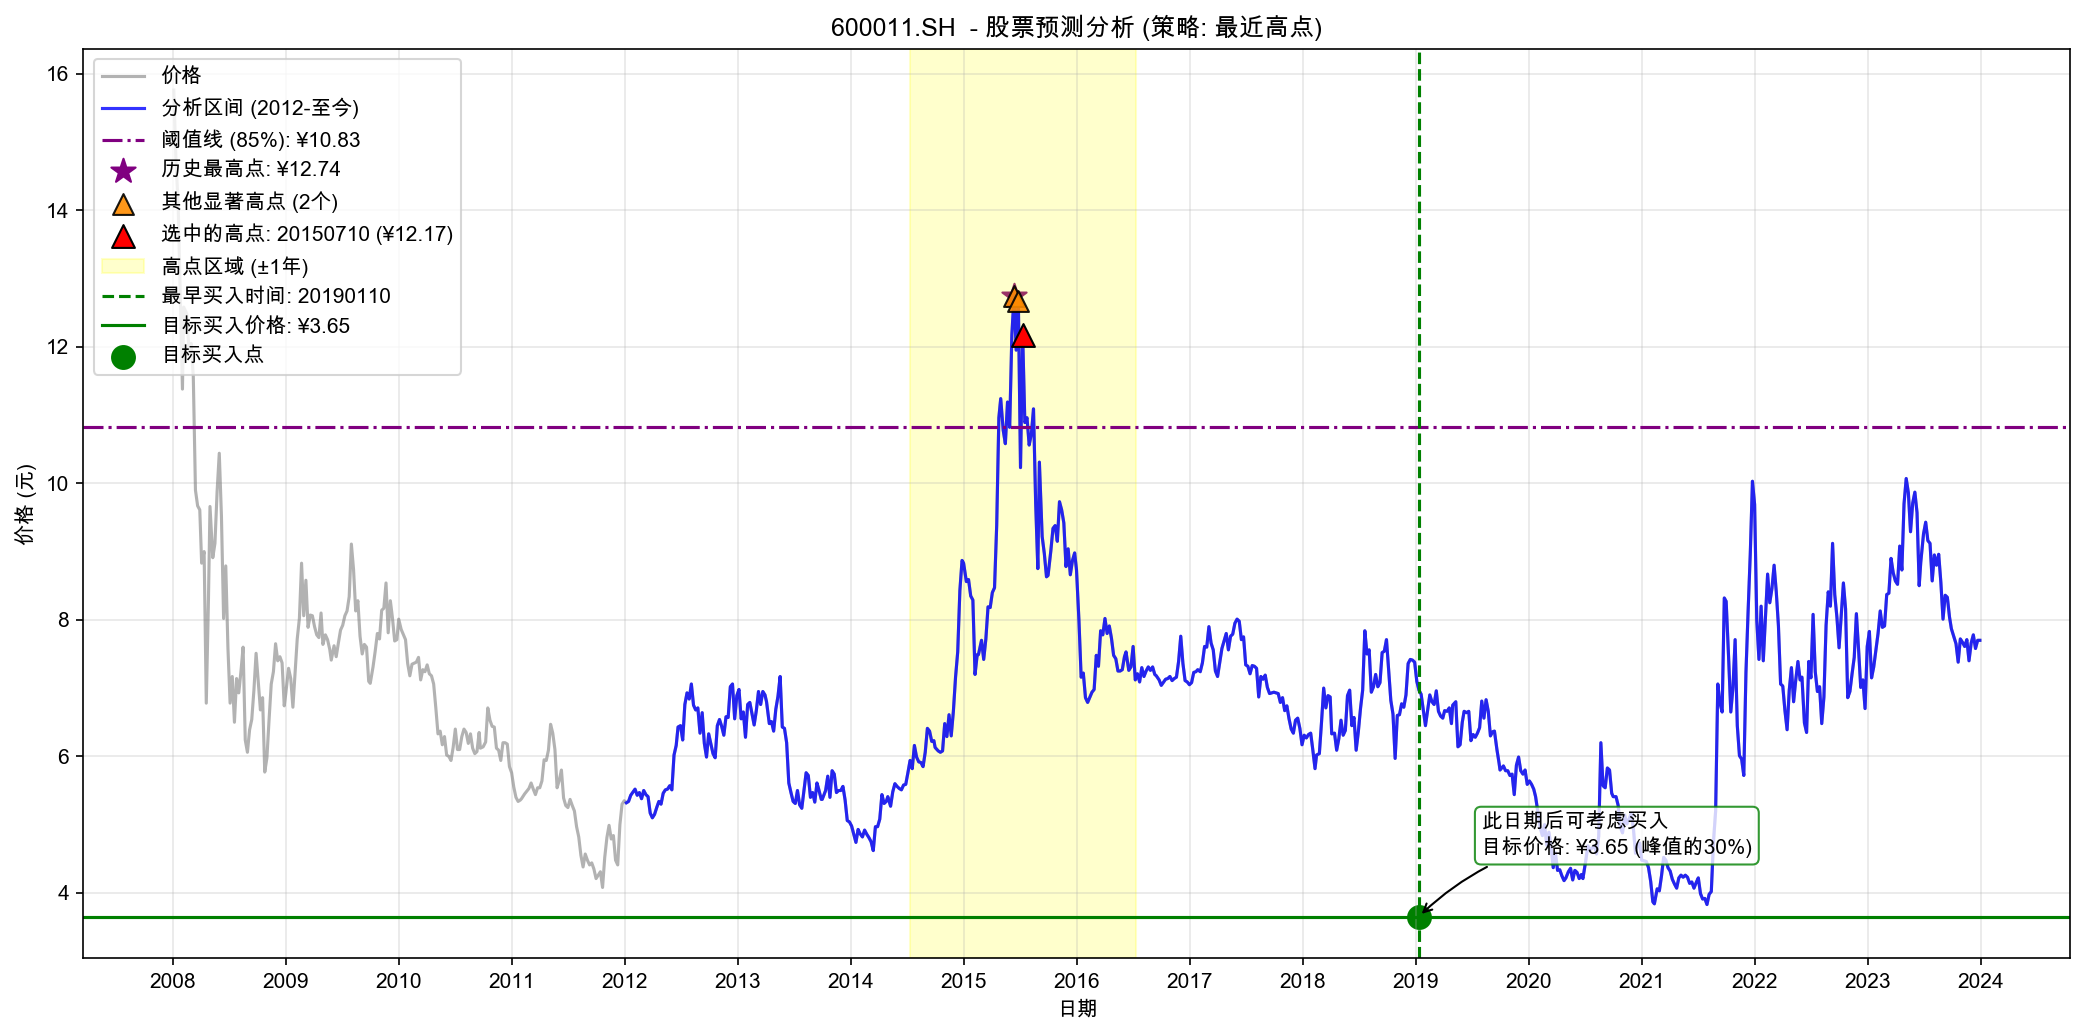 600011.SH - 股票预测分析 (策略: 最近高点)
价格
分析区间 (2012-至今)
阈值线 (85%): ¥10.83
历史最高点: ¥12.74
其他显著高点 (2个)
选中的高点: 20150710 (¥12.17)
高点区域 (±1年)
最早买入时间: 20190110
目标买入价格: ¥3.65
目标买入点
16
14
12
10
8
6
4
价格 (元)
此日期后可考虑买入
目标价格: ¥3.65 (峰值的30%)
2008
2009
2010
2011
2012
2013
2014
2015
2016
2017
2018
2019
2020
2021
2022
2023
2024
日期